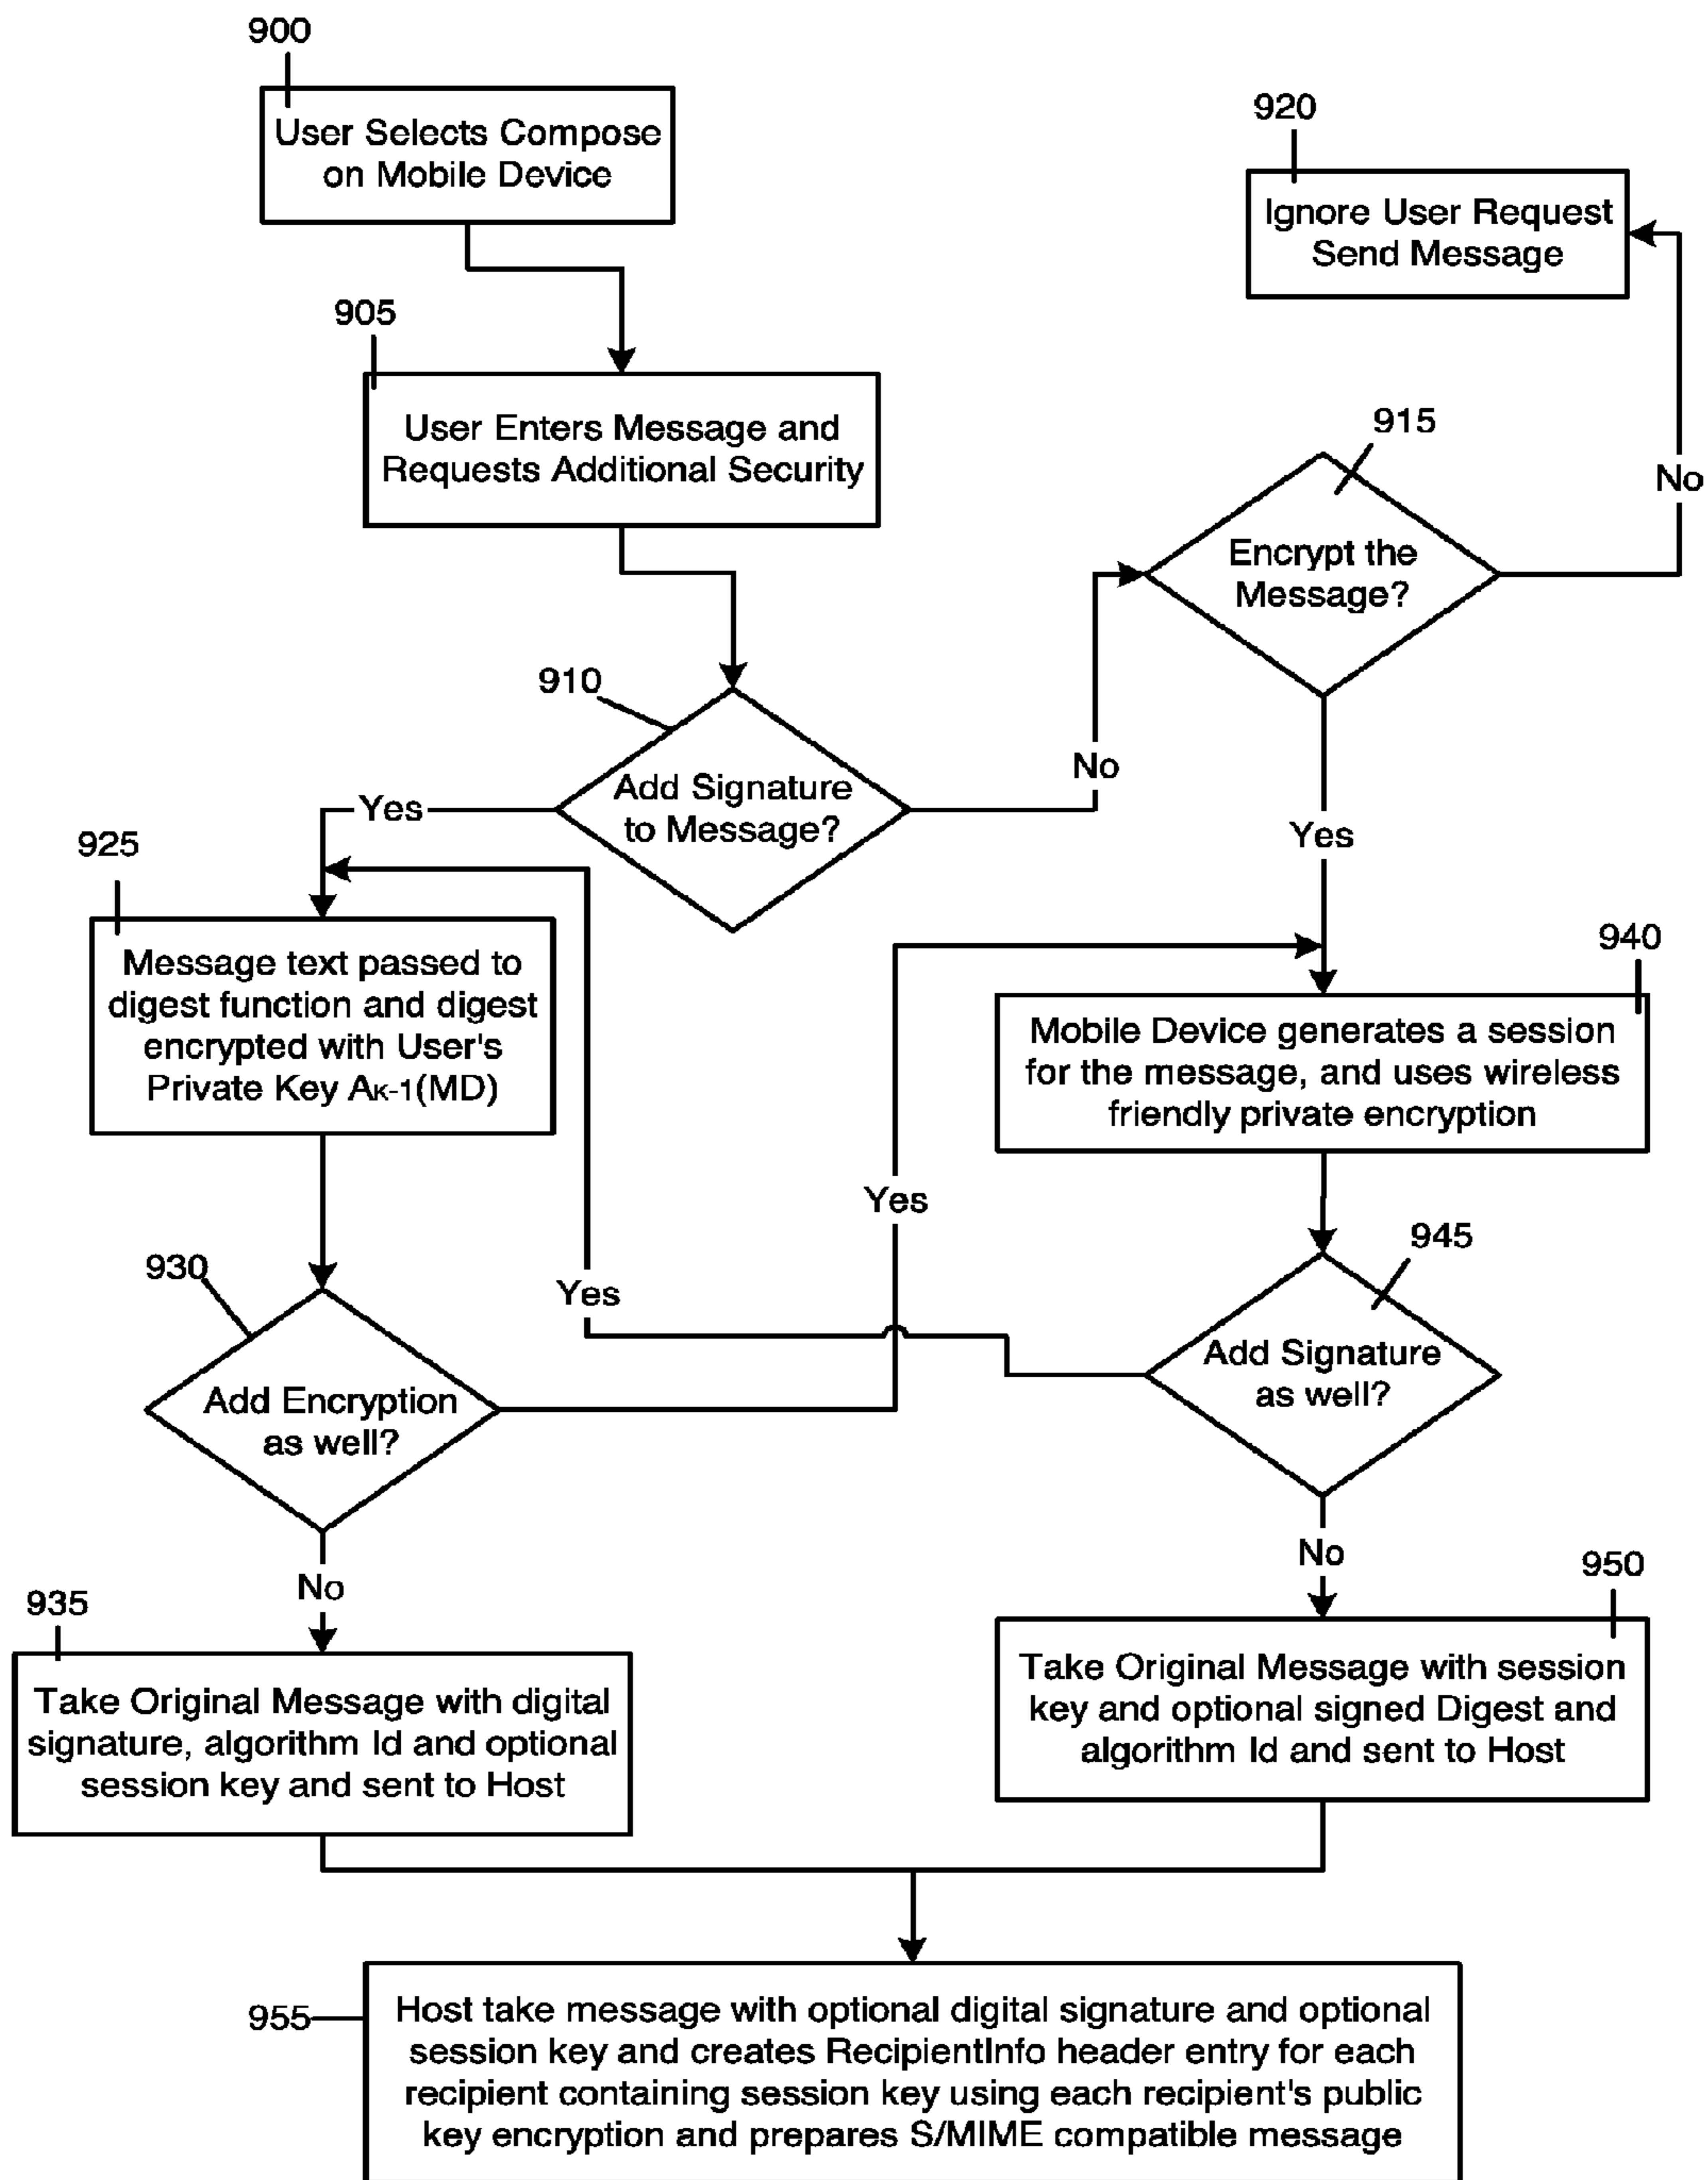 900
User Selects Compose
on Mobile Device
920
Ignore User Request
Send Message
905
User Enters Message and
Requests Additional Security
915
Encrypt the
Message?
No
910
Add Signature
to Message?
No
Yes
Yes
925
Message text passed to
digest function and digest
encrypted with User's
Private Key AK-1(MD)
940
Mobile Device generates a session
for the message, and uses wireless
friendly private encryption
Yes
945
Add Signature
as well?
930
Yes
Add Encryption
as well?
No
No
935
Take Original Message with digital
signature, algorithm Id and optional
session key and sent to Host
950
Take Original Message with session
key and optional signed Digest and
algorithm Id and sent to Host
955
Host take message with optional digital signature and optional
session key and creates RecipientInfo header entry for each
recipient containing session key using each recipient's public
key encryption and prepares S/MIME compatible message